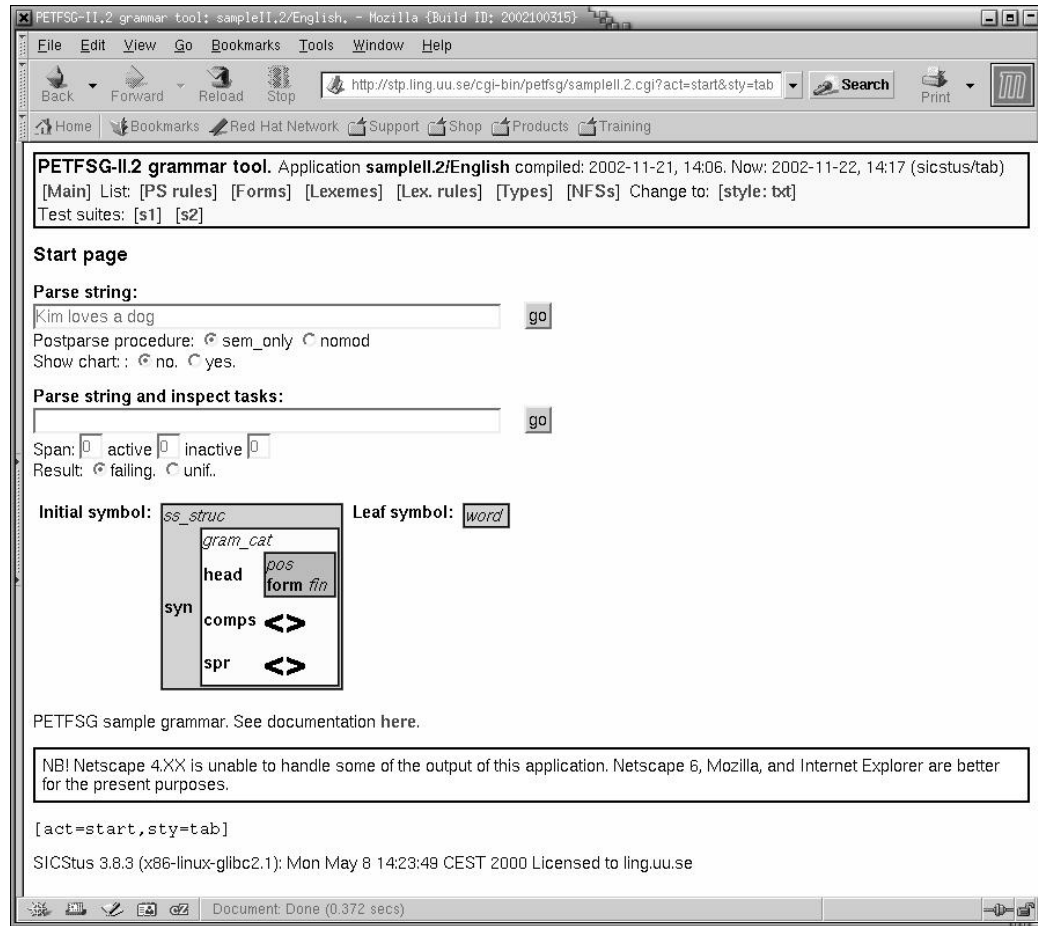 PETFSG-II.2 grammar tool: sampleII.2/English. - Mozilla {Build ID: 2002100315}
File Edit View Go Bookmarks Tools Window Help
Back Forward Reload Stop http://stp.ling.uu.se/cgi-bin/petfsg/sampleII.2.cgi?act=start&sty=tab Search Print
Home Bookmarks Red Hat Network Support Shop Products Training
PETFSG-II.2 grammar tool. Application sampleII.2/English compiled: 2002-11-21, 14:06. Now: 2002-11-22, 14:17 (sicstus/tab)
[Main] List: [PS rules] [Forms] [Lexemes] [Lex. rules] [Types] [NFSs] Change to: [style: txt]
Test suites: [s1] [s2]
Start page
Parse string:
Kim loves a dog go
Postparse procedure: sem_only nomod
Show chart: : no. yes.
Parse string and inspect tasks:
go
Span: 0 active 0 inactive 0
Result: failing. unif..
Initial symbol: ss_struc Leaf symbol: word
gram_cat
head pos
form fin
syn
comps <>
spr <>
PETFSG sample grammar. See documentation here.
NB! Netscape 4.XX is unable to handle some of the output of this application. Netscape 6, Mozilla, and Internet Explorer are better
for the present purposes.
[act=start,sty=tab]
SICStus 3.8.3 (x86-linux-glibc2.1): Mon May 8 14:23:49 CEST 2000 Licensed to ling.uu.se
Document: Done (0.372 secs)